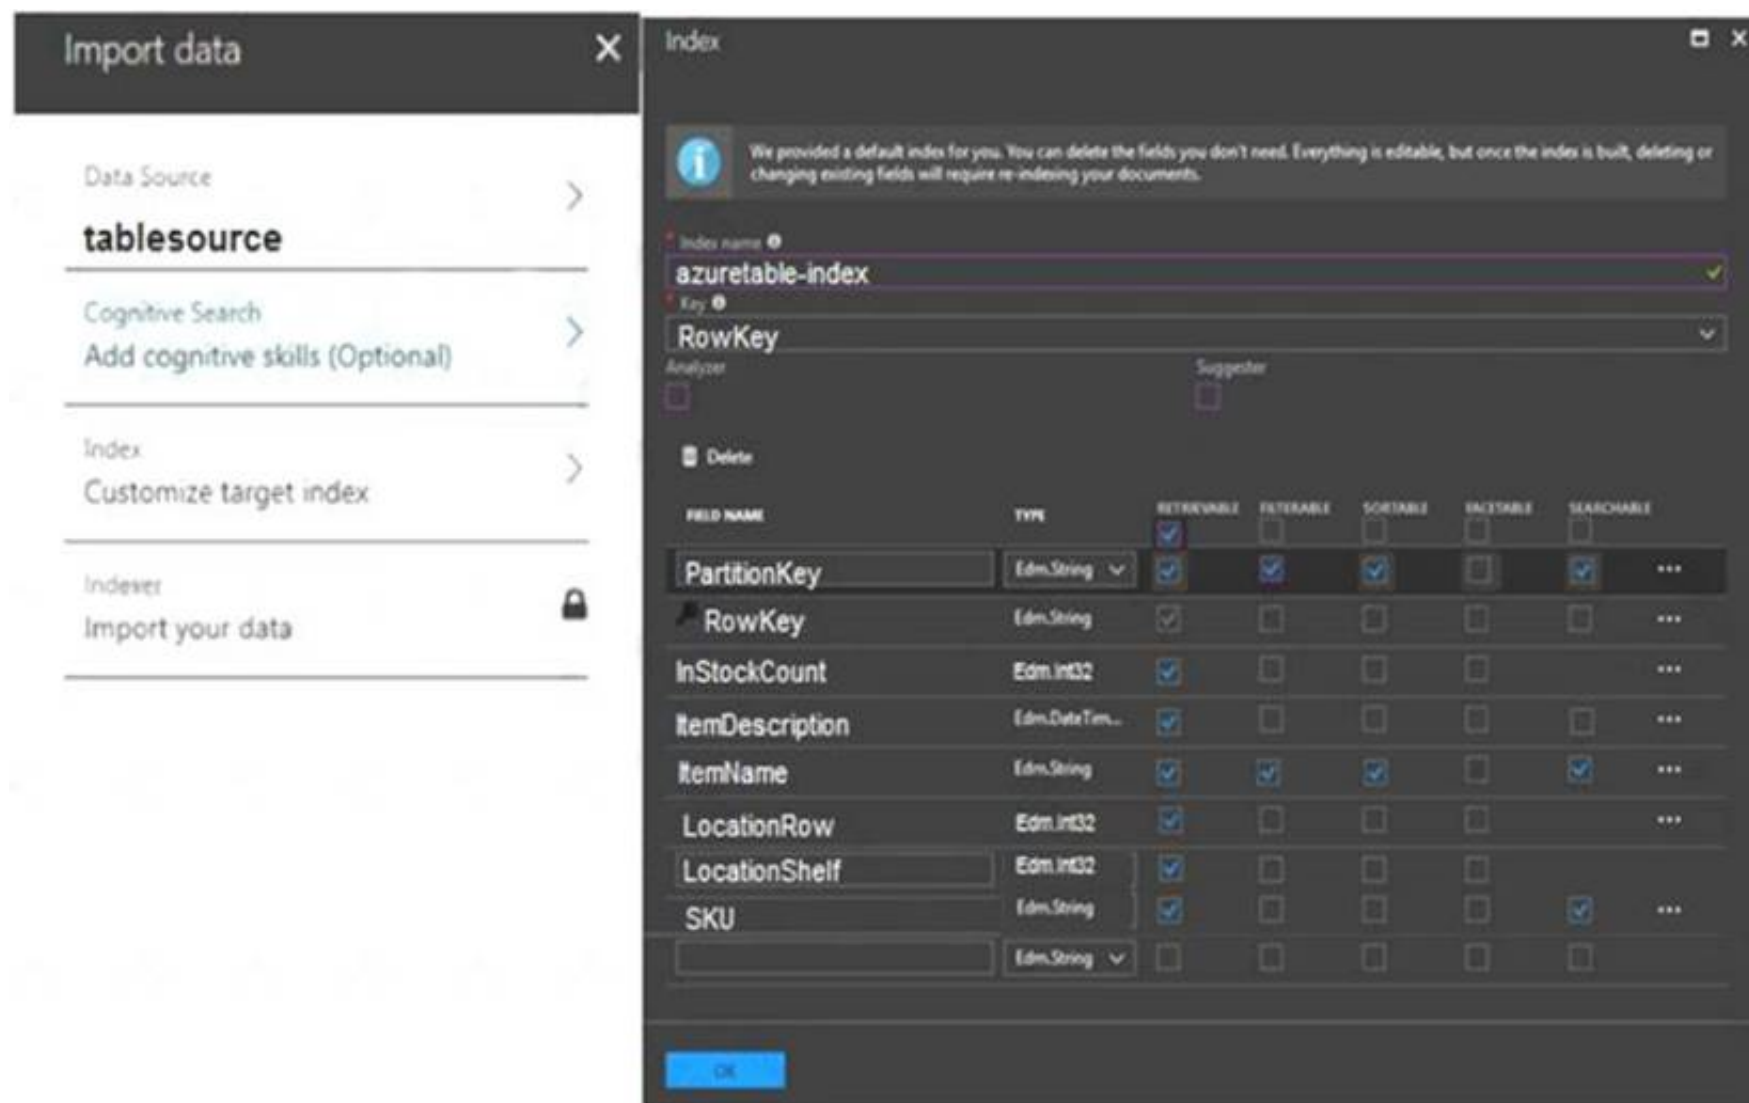 Import data
Data Source
tablesource
Cognitive Search
Add cognitive skills (Optional)
Index
Customize target index
Indexer
Import your data
Index
We provided a default index for you. You can delete the fields you don't need. Everything is editable, but once the index is built, deleting or
changing existing fields will require re-indexing your documents.
* Index name
azuretable-index
* Key
RowKey
Analyzer Suggester
Delete
FIELD NAME TYPE RETRIEVABLE FILTERABLE SORTABLE FACETABLE SEARCHABLE
PartitionKey Edm.String ...
RowKey Edm.String ...
InStockCount Edm.Int32 ...
ItemDescription Edm.DateTim... ...
ItemName Edm.String ...
LocationRow Edm.Int32 ...
LocationShelf Edm.Int32
SKU Edm.String ...
Edm.String
OK